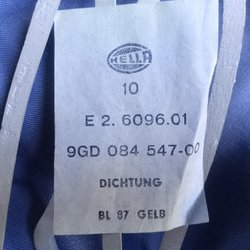 HELLA
10
E 2. 6096.01
9GD 084 547-00
DICHTUNG
BL 87 GELB